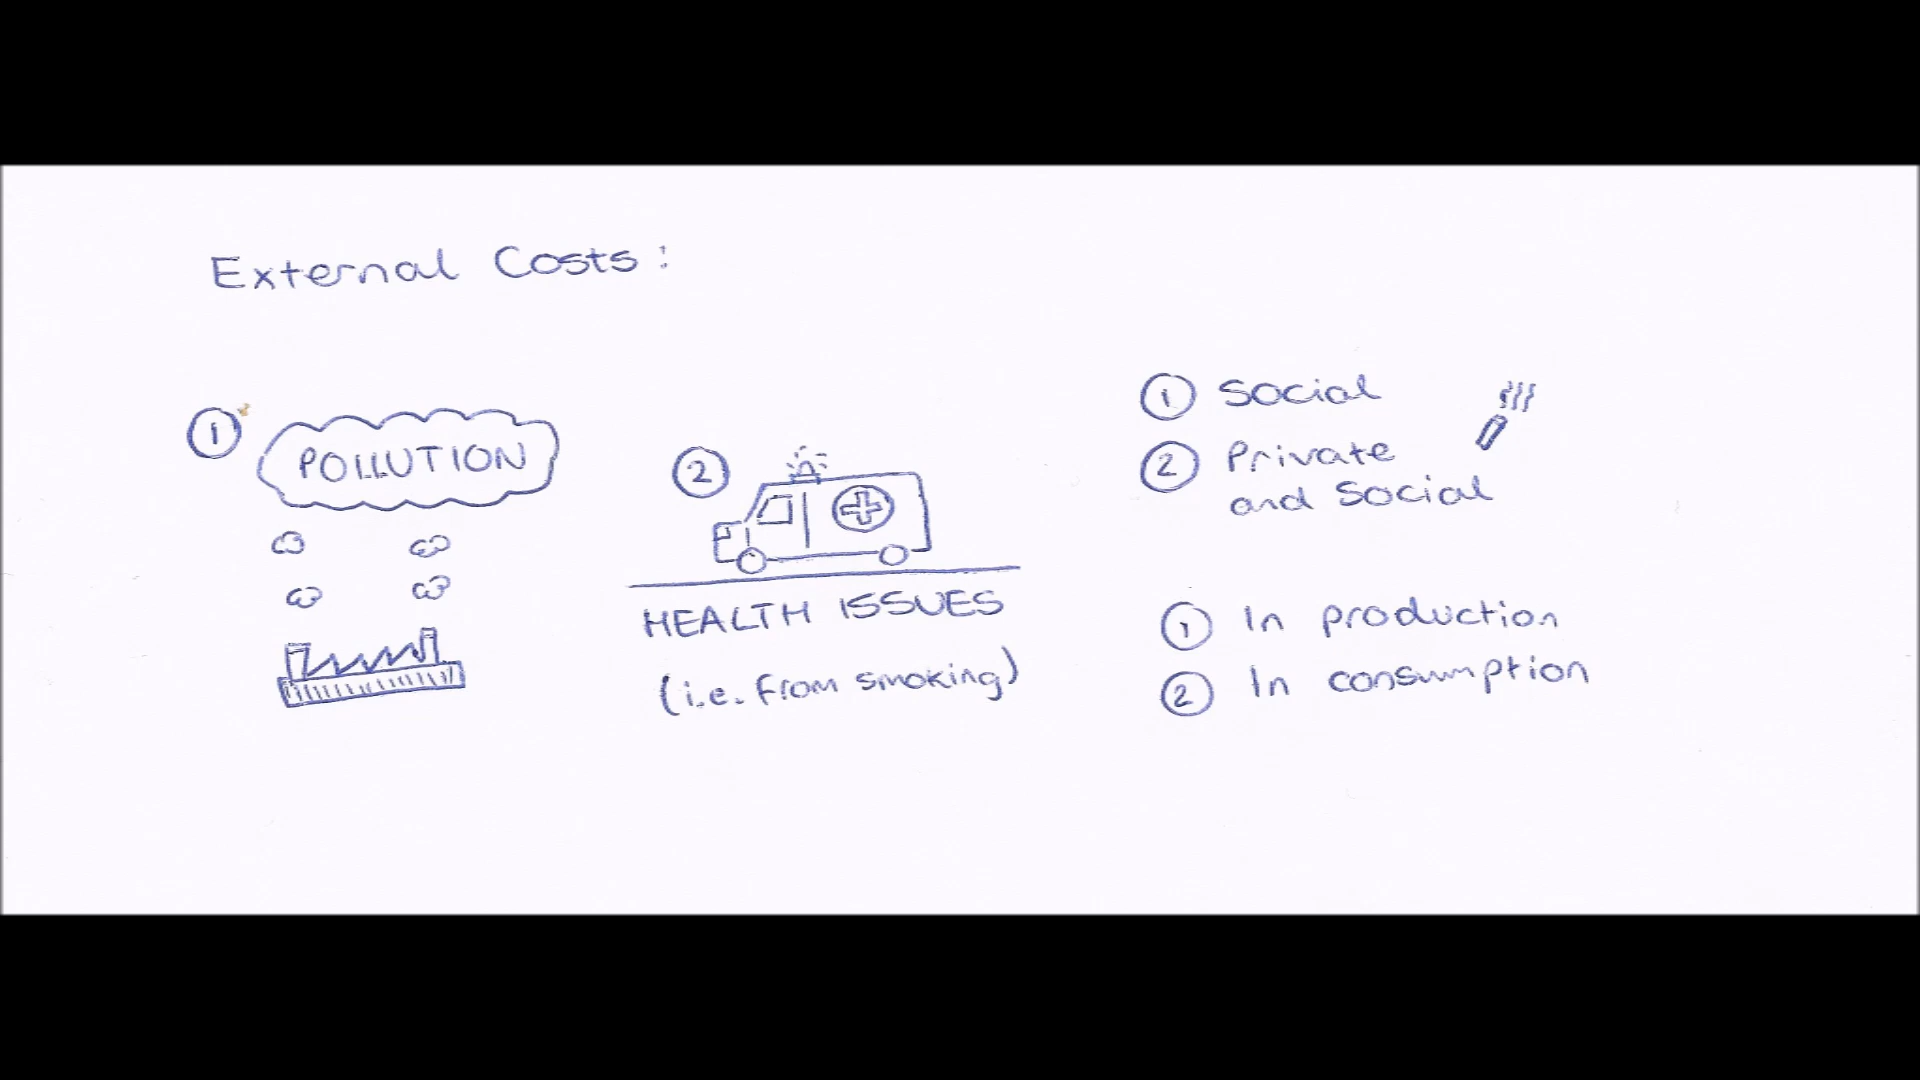 External Costs:
1
POLLUTION
2
HEALTH ISSUES
(i.e. from smoking)
1 Social
2 Private
and social
1 In production
2 In consumption